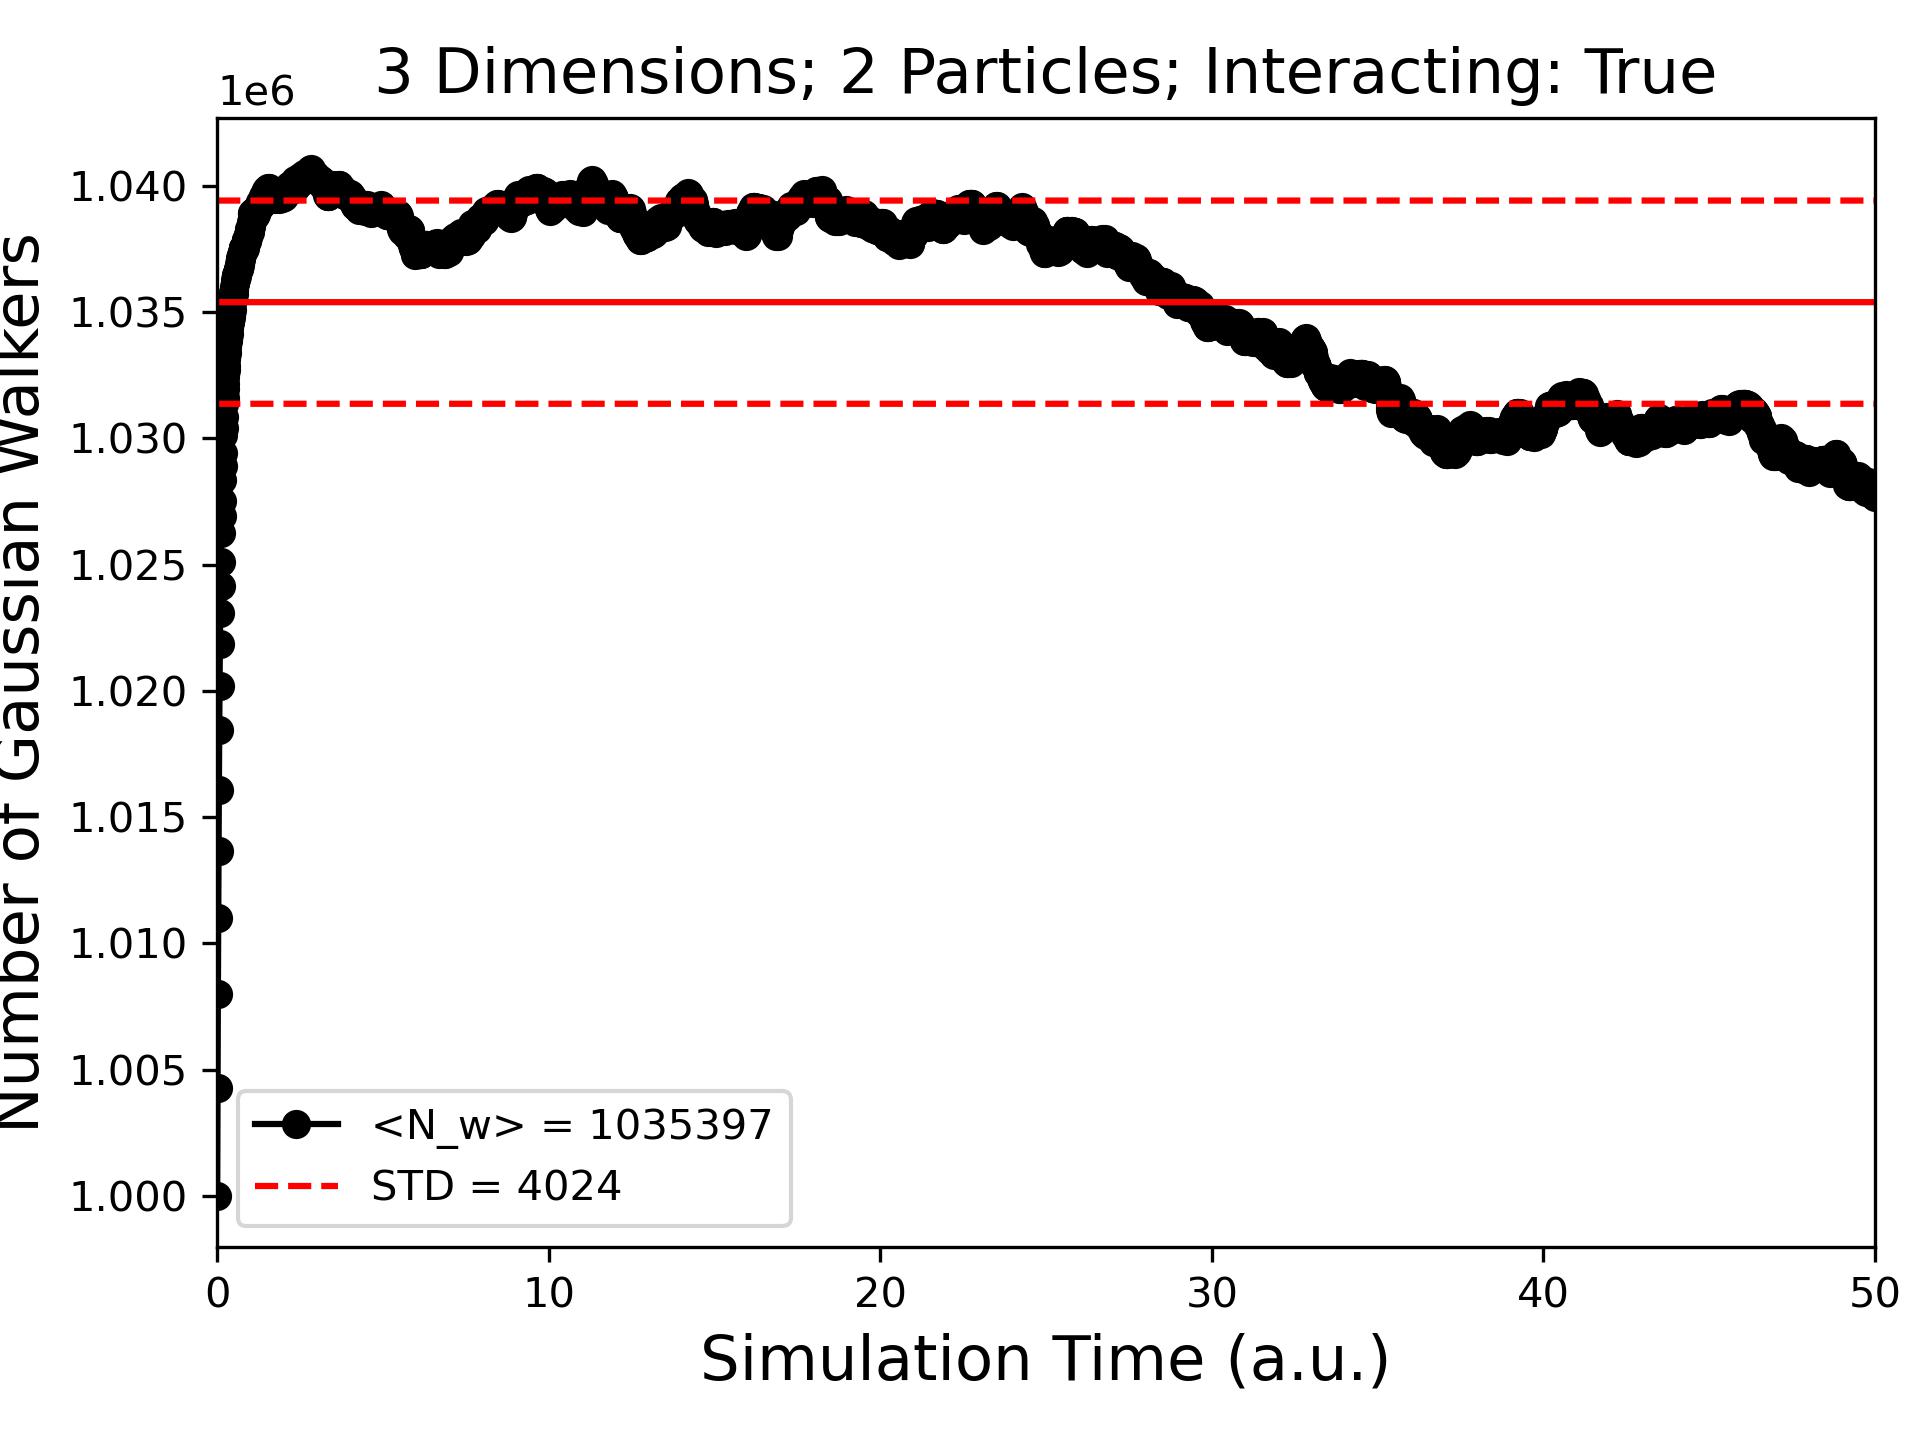 3 Dimensions; 2 Particles; Interacting: True
1e6
Number of Gaussian Walkers
1.040
1.035
1.030
1.025
1.020
1.015
1.010
1.005
1.000
<N_w> = 1035397
STD = 4024
0 10 20 30 40 50
Simulation Time (a.u.)